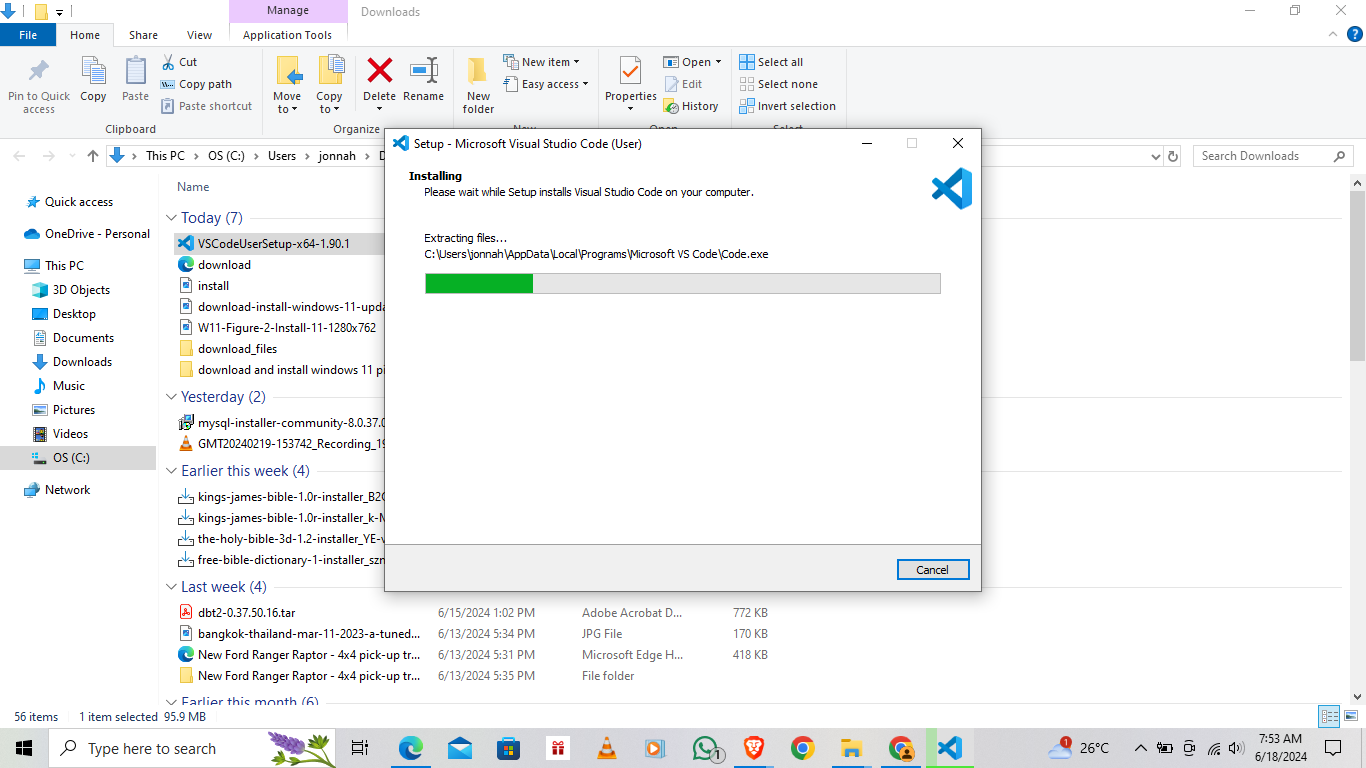 Manage
Downloads
File
Home
Share
View
Application Tools
Pin to Quick access
Copy
Paste
Cut
Copy path
Paste shortcut
Clipboard
Move to
Copy to
Delete
Rename
Organize
New folder
New item
Easy access
Properties
Open
Edit
History
Select all
Select none
Invert selection
This PC > OS (C:) > Users > jonnah >
Search Downloads
Quick access
OneDrive - Personal
This PC
3D Objects
Desktop
Documents
Downloads
Music
Pictures
Videos
OS (C:)
Network
Name
Today (7)
VSCodeUserSetup-x64-1.90.1
download
install
download-install-windows-11-upda
W11-Figure-2-Install-11-1280x762
download_files
download and install windows 11 pi
Yesterday (2)
mysql-installer-community-8.0.37.0
GMT20240219-153742_Recording_19
Earlier this week (4)
kings-james-bible-1.0r-installer_B2
kings-james-bible-1.0r-installer_k-
the-holy-bible-3d-1.2-installer_YE-
free-bible-dictionary-1-installer_szn
Last week (4)
dbt2-0.37.50.16.tar 6/15/2024 1:02 PM Adobe Acrobat D... 772 KB
bangkok-thailand-mar-11-2023-a-tuned... 6/13/2024 5:34 PM JPG File 170 KB
New Ford Ranger Raptor - 4x4 pick-up tr... 6/13/2024 5:31 PM Microsoft Edge H... 418 KB
New Ford Ranger Raptor - 4x4 pick-up tr... 6/13/2024 5:35 PM File folder
Earlier this month (6)
Setup - Microsoft Visual Studio Code (User)
Installing
Please wait while Setup installs Visual Studio Code on your computer.
Extracting files...
C:\Users\jonnah\AppData\Local\Programs\Microsoft VS Code\Code.exe
Cancel
56 items 1 item selected 95.9 MB
Type here to search
1
1
26°C
7:53 AM
6/18/2024